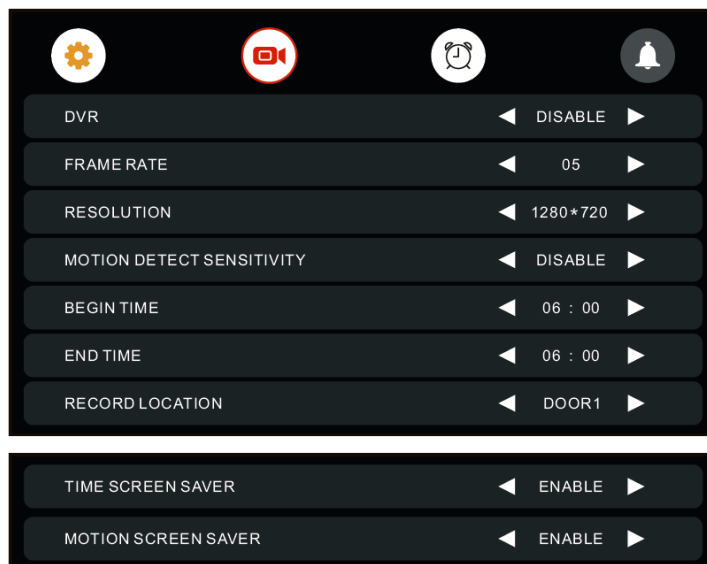 DVR DISABLE
FRAME RATE 05
RESOLUTION 1280*720
MOTION DETECT SENSITIVITY DISABLE
BEGIN TIME 06 : 00
END TIME 06 : 00
RECORD LOCATION DOOR1
TIME SCREEN SAVER ENABLE
MOTION SCREEN SAVER ENABLE